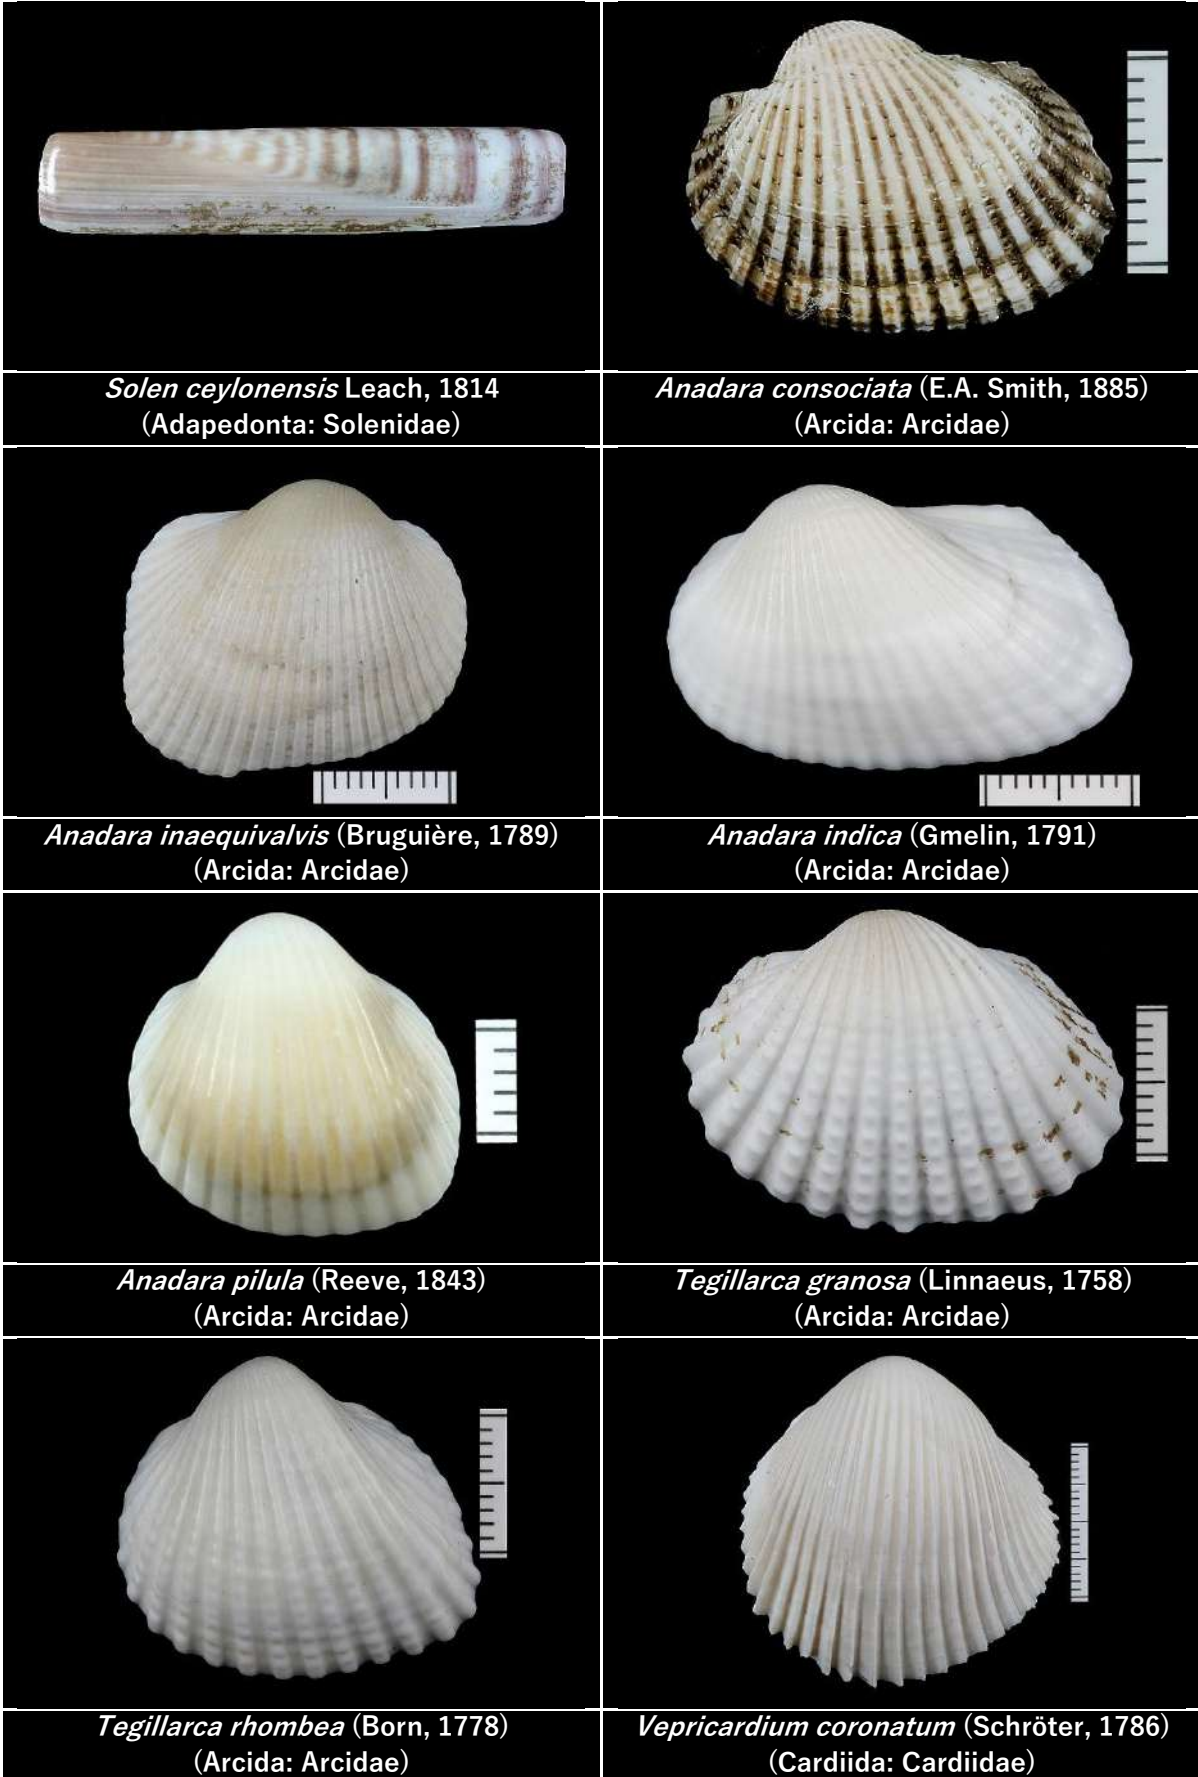 Solen ceylonensis Leach, 1814
(Adapedonta: Solenidae)
Anadara consociata (E.A. Smith, 1885)
(Arcida: Arcidae)
Anadara inaequivalvis (Bruguière, 1789)
(Arcida: Arcidae)
Anadara indica (Gmelin, 1791)
(Arcida: Arcidae)
Anadara pilula (Reeve, 1843)
(Arcida: Arcidae)
Tegillarca granosa (Linnaeus, 1758)
(Arcida: Arcidae)
Tegillarca rhombea (Born, 1778)
(Arcida: Arcidae)
Vepricardium coronatum (Schröter, 1786)
(Cardiida: Cardiidae)